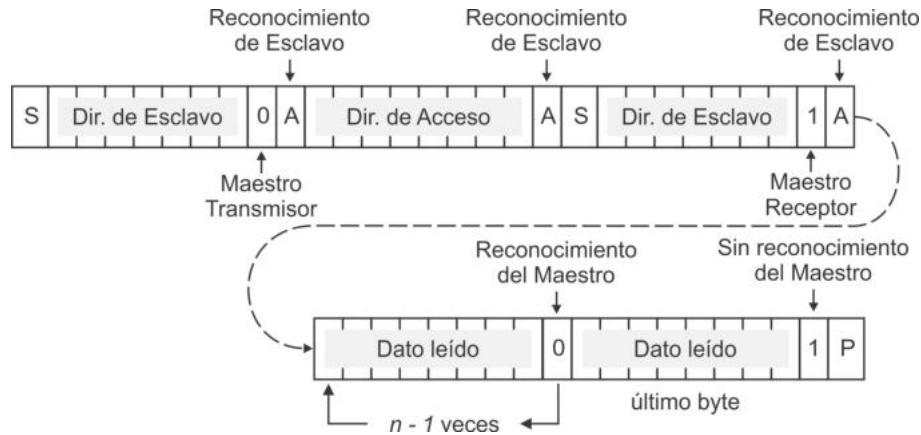 Reconocimiento
de Esclavo
Reconocimiento
de Esclavo
Reconocimiento
de Esclavo
S Dir. de Esclavo 0 A Dir. de Acceso A S Dir. de Esclavo 1 A
Maestro
Transmisor
Maestro
Receptor
Reconocimiento
del Maestro
Sin reconocimiento
del Maestro
Dato leído 0 Dato leído 1 P
n - 1 veces
último byte